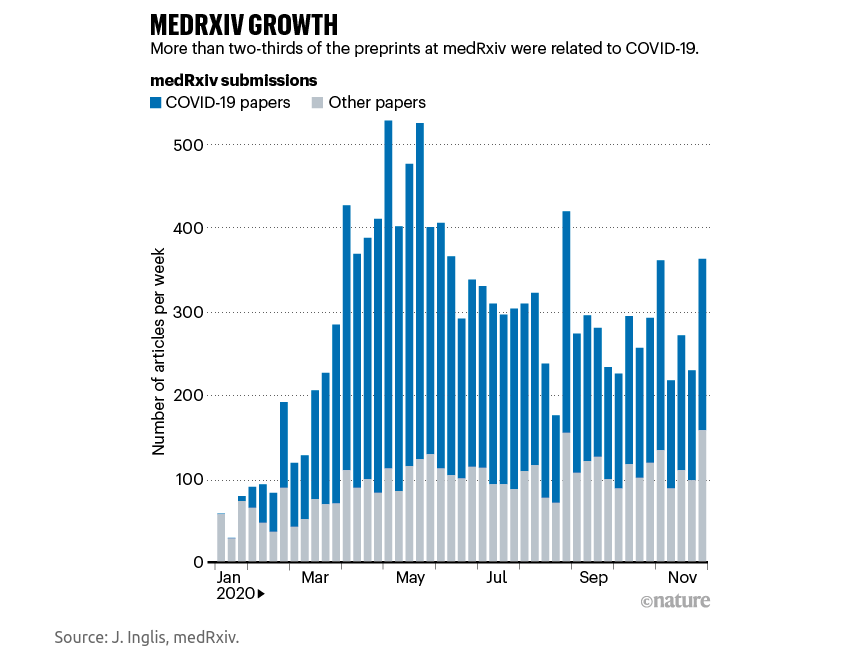 MEDRXIV GROWTH
More than two-thirds of the preprints at medRxiv were related to COVID-19.
medRxiv submissions
COVID-19 papers Other papers
Number of articles per week
500
400
300
200
100
0
Jan Mar May Jul Sep Nov
2020▶
©nature
Source: J. Inglis, medRxiv.